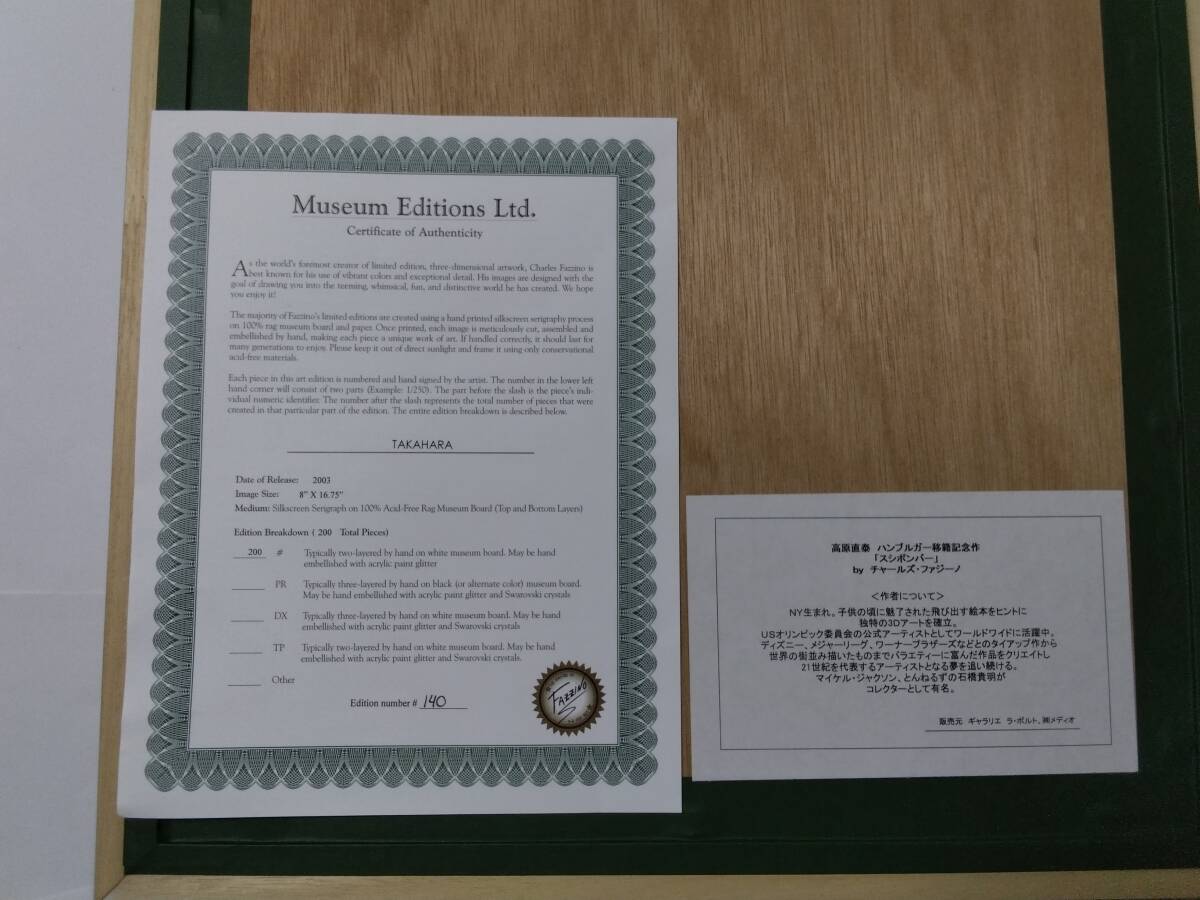 Museum Editions Ltd.
Certificate of Authenticity
As the world's foremost creator of limited edition, three-dimensional artwork, Charles Fazzino is
best known for his use of vibrant colors and exceptional detail. His images are designed with the
goal of drawing you into the teeming, whimsical, fun, and distinctive world he has created. We hope
you enjoy it!
The majority of Fazzino's limited editions are created using a hand printed silkscreen serigraphy process
on 100% rag museum board and paper. Once printed, each image is meticulously cut, assembled and
embellished by hand, making each piece a unique work of art. If handled correctly, it should last for
many generations to enjoy. Please keep it out of direct sunlight and frame it using only conservational
acid-free materials.
Each piece in this art edition is numbered and hand signed by the artist. The number in the lower left
hand corner will consist of two parts (Example: 1/250). The part before the slash is the piece's indi-
vidual numeric identifier. The number after the slash represents the total number of pieces that were
created in that particular part of the edition. The entire edition breakdown is described below.
TAKAHARA
Date of Release: 2003
Image Size: 8" X 16.75"
Medium: Silkscreen Serigraph on 100% Acid-Free Rag Museum Board (Top and Bottom Layers)
Edition Breakdown ( 200 Total Pieces)
200 # Typically two-layered by hand on white museum board. May be hand
embellished with acrylic paint glitter
PR Typically three-layered by hand on black (or alternate color) museum board.
May be hand embellished with acrylic paint glitter and Swarovski crystals
DX Typically three-layered by hand on white museum board. May be hand
embellished with acrylic paint glitter and Swarovski crystals
TP Typically two-layered by hand on white museum board. May be hand
embellished with acrylic paint glitter and Swarovski crystals.
Other
Edition number # 140
FAZZINO
高原直泰 ハンブルガー移籍記念作
「スシボンバー」
by チャールズ・ファジーノ
＜作者について＞
NY生まれ。子供の頃に魅了された飛び出す絵本をヒントに
独特の3Dアートを確立。
USオリンピック委員会の公式アーティストとしてワールドワイドに活躍中。
ディズニー、メジャーリーグ、ワーナーブラザーズなどとのタイアップ作から
世界の街並み描いたものまでバラエティーに富んだ作品をクリエイトし
21世紀を代表するアーティストとなる夢を追い続ける。
マイケル・ジャクソン、とんねるずの石橋貴明が
コレクターとして有名。
販売元 ギャラリエ ラ・ポルト、㈱メディオ